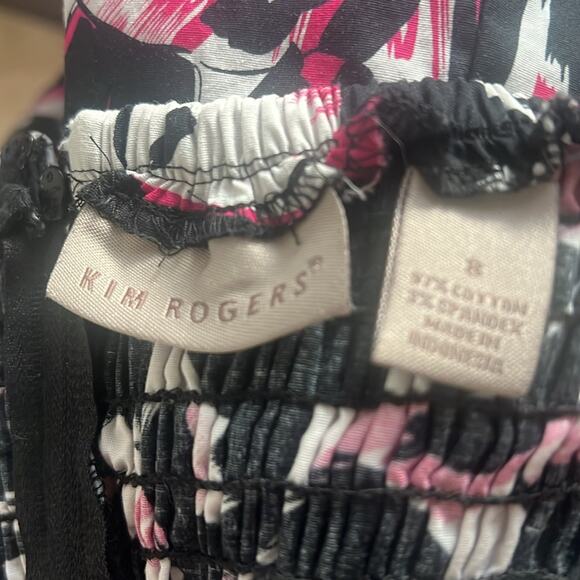 KIM ROGERS®
8
97% COTTON
3% SPANDEX
MADE IN
INDONESIA